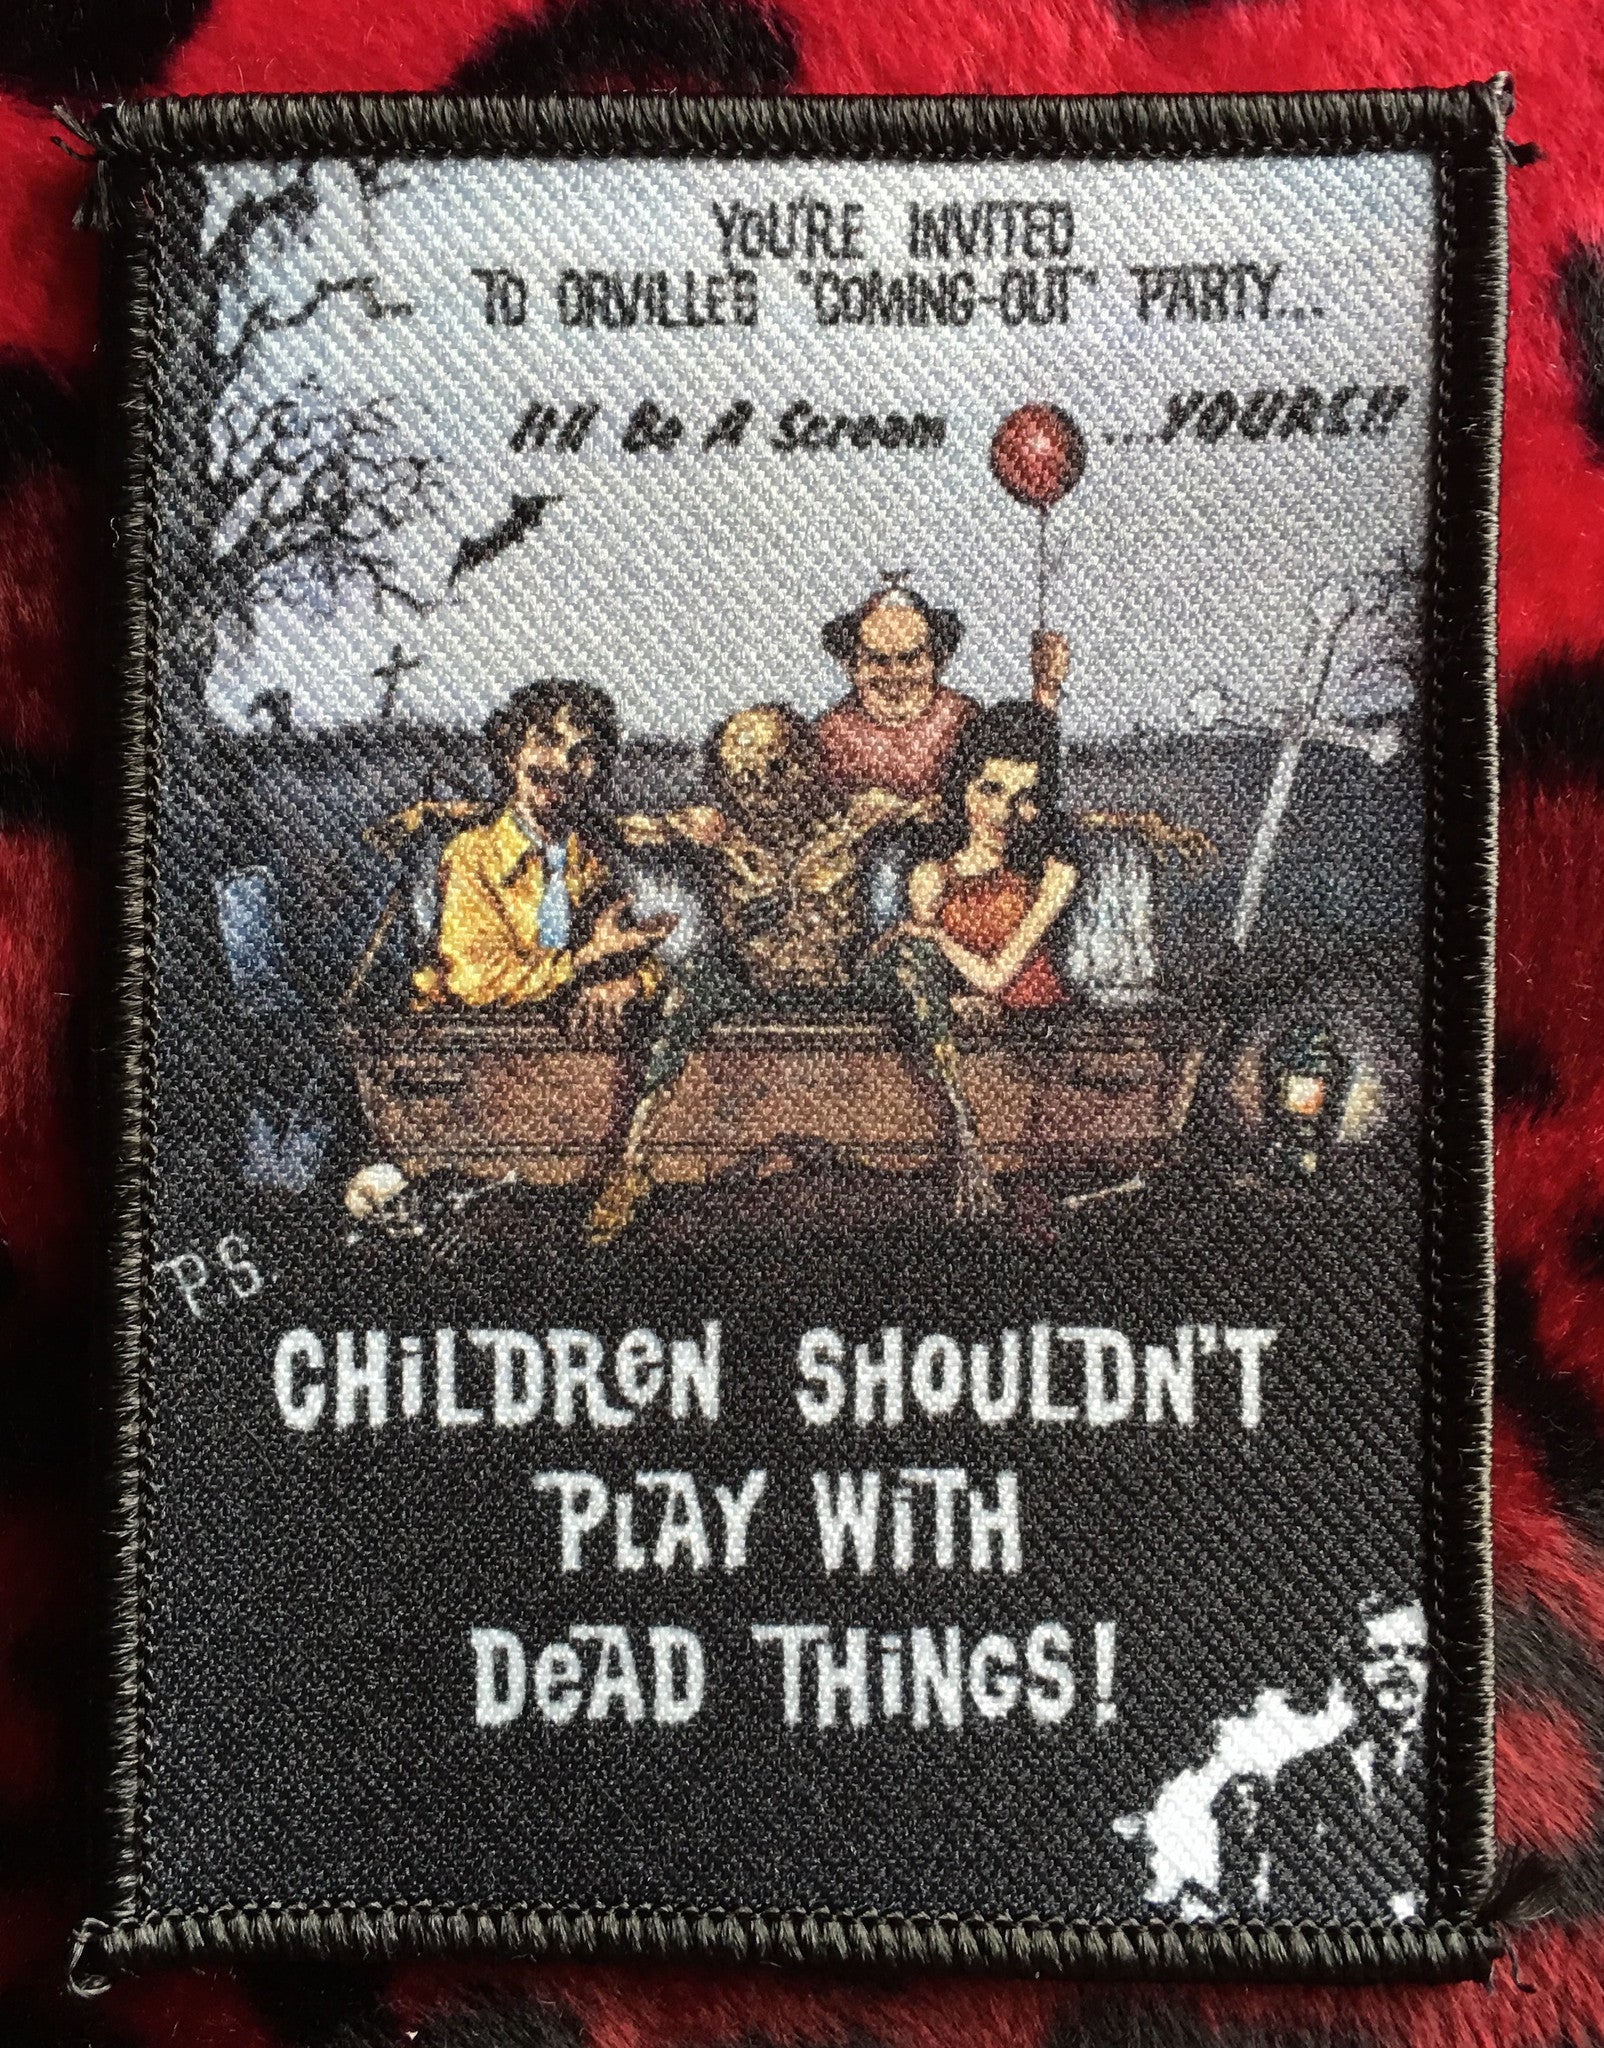 YOU'RE INVITED
TO ORVILLE'S "COMING-OUT" PARTY...
It'll Be A Scream ...YOURS!!
P.S.
CHiLDReN SHOULDN'T
PLAY WiTH
DeAD THiNGS!